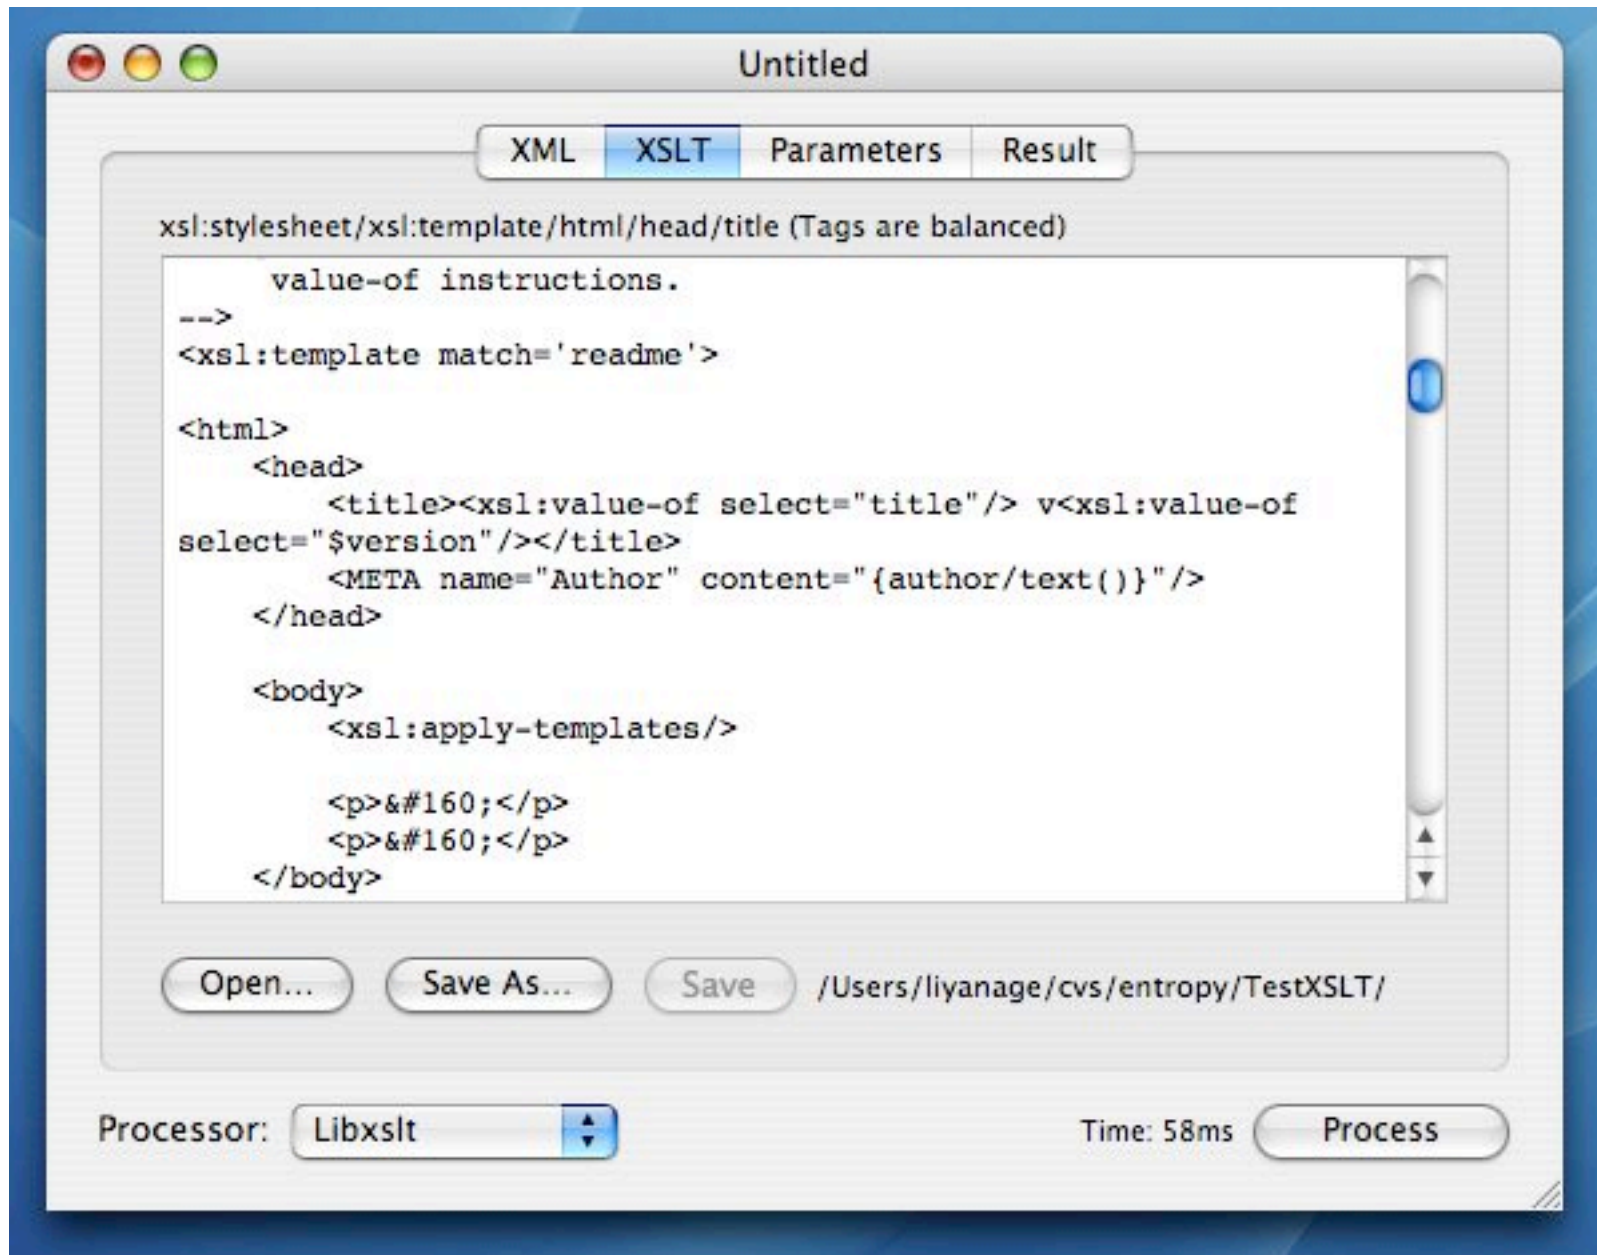 Untitled
XML XSLT Parameters Result
xsl:stylesheet/xsl:template/html/head/title (Tags are balanced)
value-of instructions.
-->
<xsl:template match='readme'>
<html>
<head>
<title><xsl:value-of select="title"/> v<xsl:value-of
select="$version"/></title>
<META name="Author" content="{author/text()}"/>
</head>
<body>
<xsl:apply-templates/>
<p>&#160;</p>
<p>&#160;</p>
</body>
Open... Save As... Save /Users/liyanage/cvs/entropy/TestXSLT/
Processor: Libxslt Time: 58ms Process